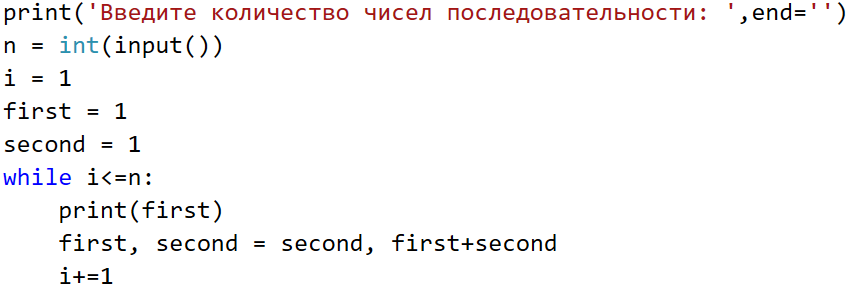 print('Введите количество чисел последовательности: ',end='')
n = int(input())
i = 1
first = 1
second = 1
while i<=n:
    print(first)
    first, second = second, first+second
    i+=1